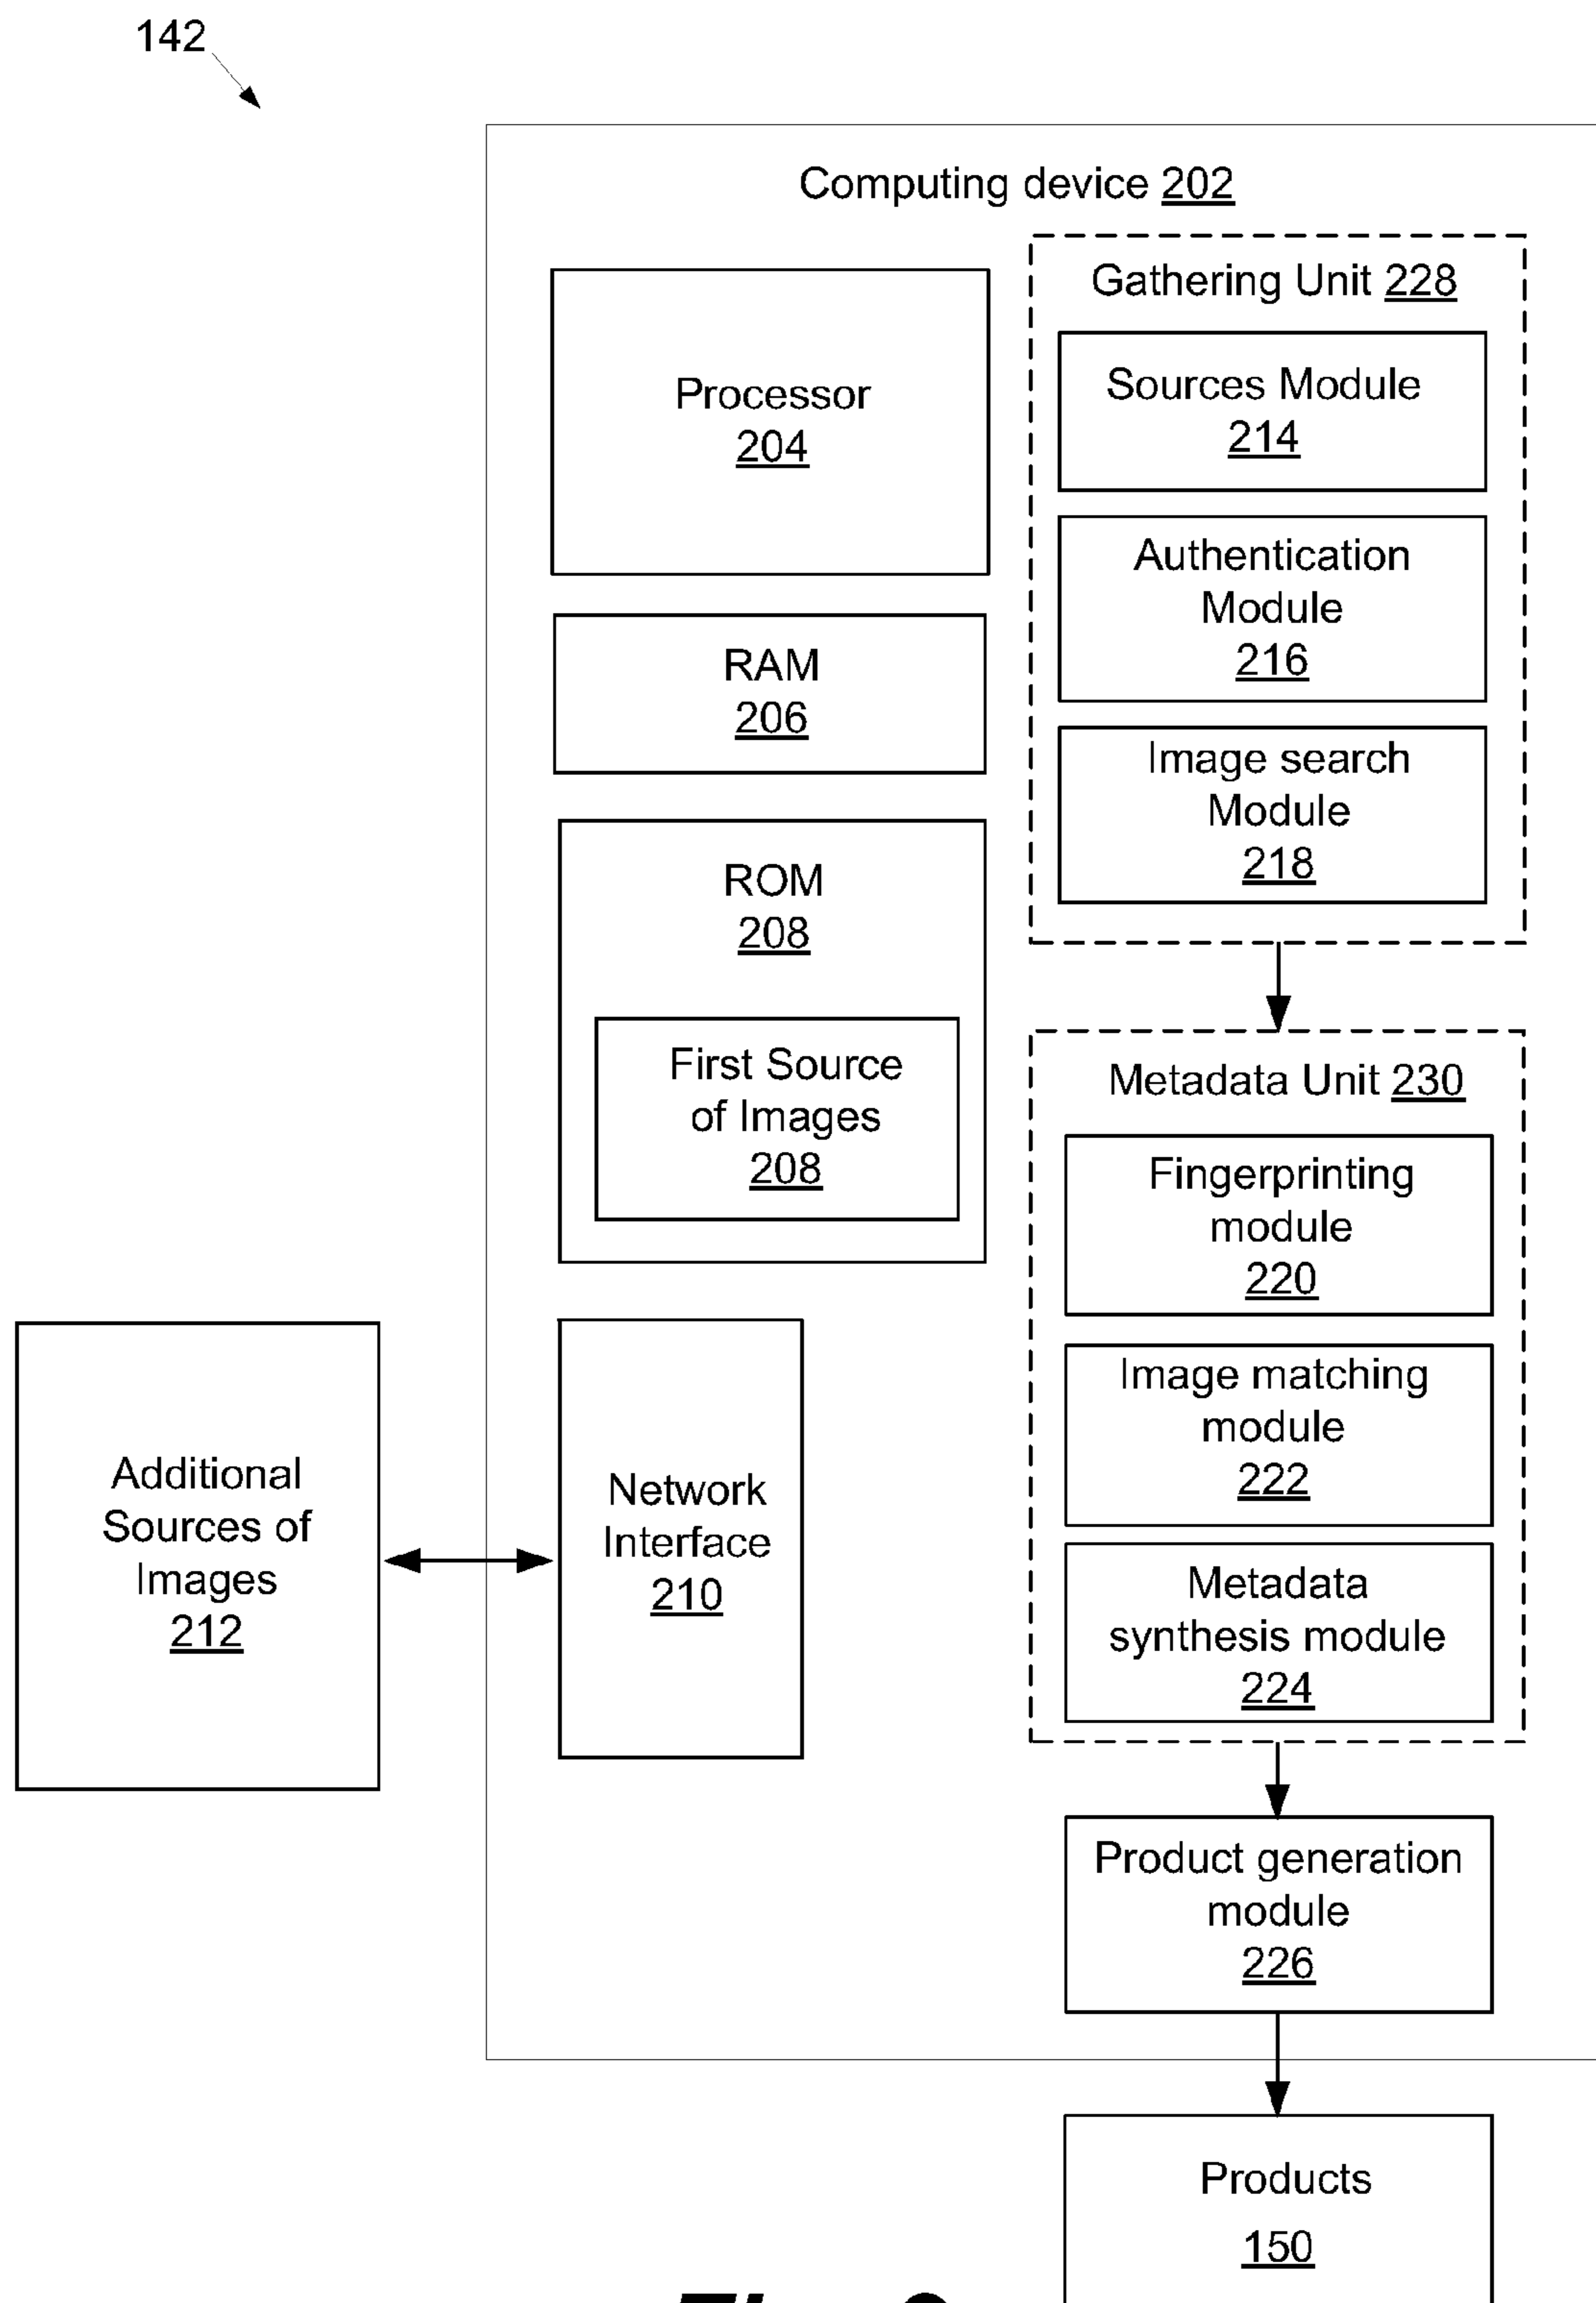 142
Computing device 202
Processor
204
RAM
206
ROM
208
First Source
of Images
208
Network
Interface
210
Additional
Sources of
Images
212
Gathering Unit 228
Sources Module
214
Authentication
Module
216
Image search
Module
218
Metadata Unit 230
Fingerprinting
module
220
Image matching
module
222
Metadata
synthesis module
224
Product generation
module
226
Products
150